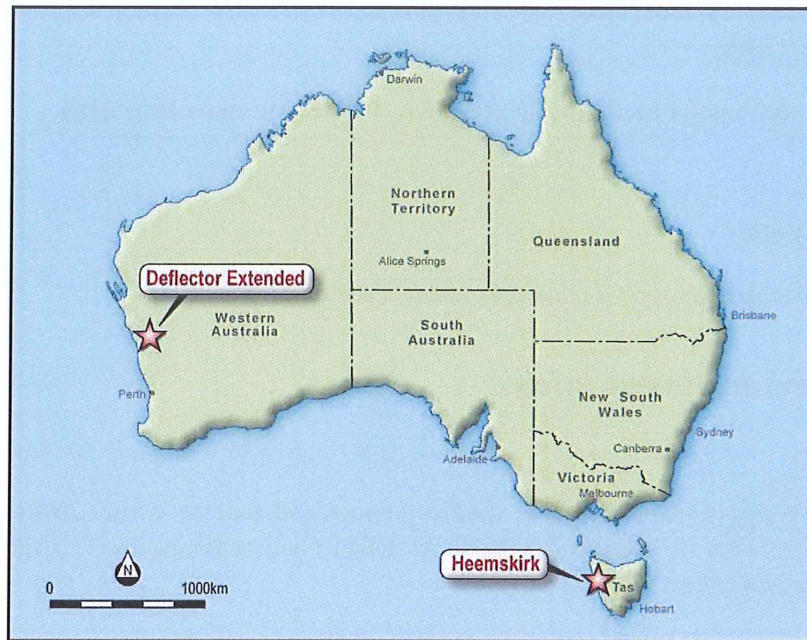 Darwin
Northern
Territory
Alice Springs
Queensland
Deflector Extended
Western
Australia
South
Australia
Brisbane
Perth
New South
Wales
Sydney
Canberra
Adelaide
Victoria
Melbourne
Heemskirk
Tas
Hobart
N
0
1000km